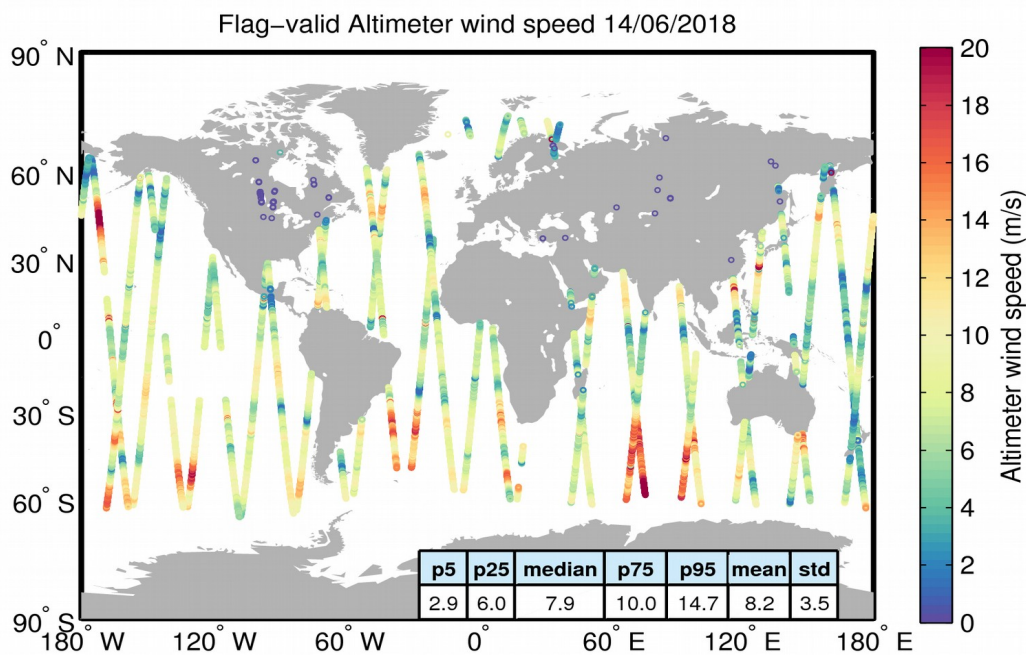 Flag−valid Altimeter wind speed 14/06/2018
90° N
60° N
30° N
0°
30° S
60° S
90° S
180° W
120° W
60° W
0°
60° E
120° E
180° E
p5 p25 median p75 p95 mean std
2.9 6.0 7.9 10.0 14.7 8.2 3.5
20
18
16
14
12
10
8
6
4
2
0
Altimeter wind speed (m/s)